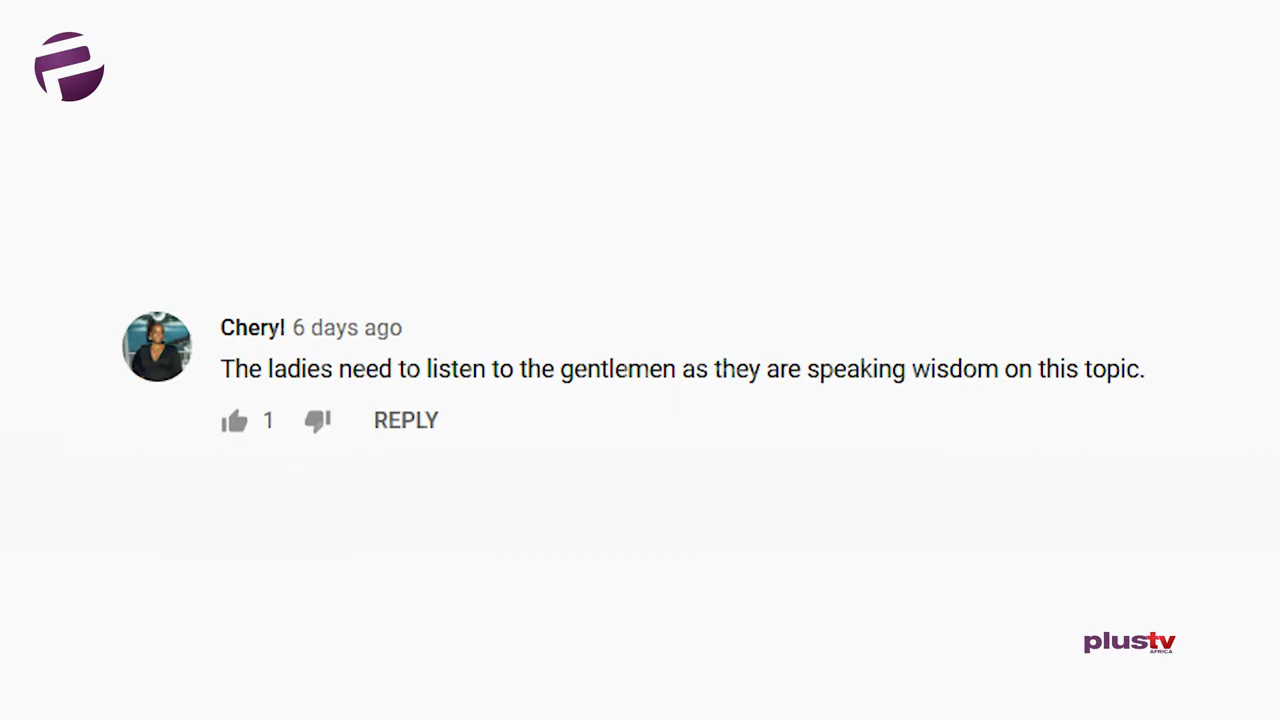 Cheryl 6 days ago
The ladies need to listen to the gentlemen as they are speaking wisdom on this topic.
1 REPLY
plustv
AFRICA